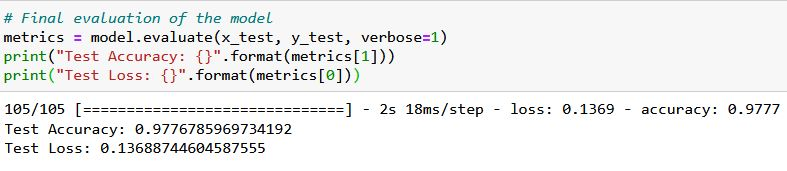 # Final evaluation of the model
metrics = model.evaluate(x_test, y_test, verbose=1)
print("Test Accuracy: {}".format(metrics[1]))
print("Test Loss: {}".format(metrics[0]))
105/105 [==============================] - 2s 18ms/step - loss: 0.1369 - accuracy: 0.9777
Test Accuracy: 0.9776785969734192
Test Loss: 0.13688744604587555